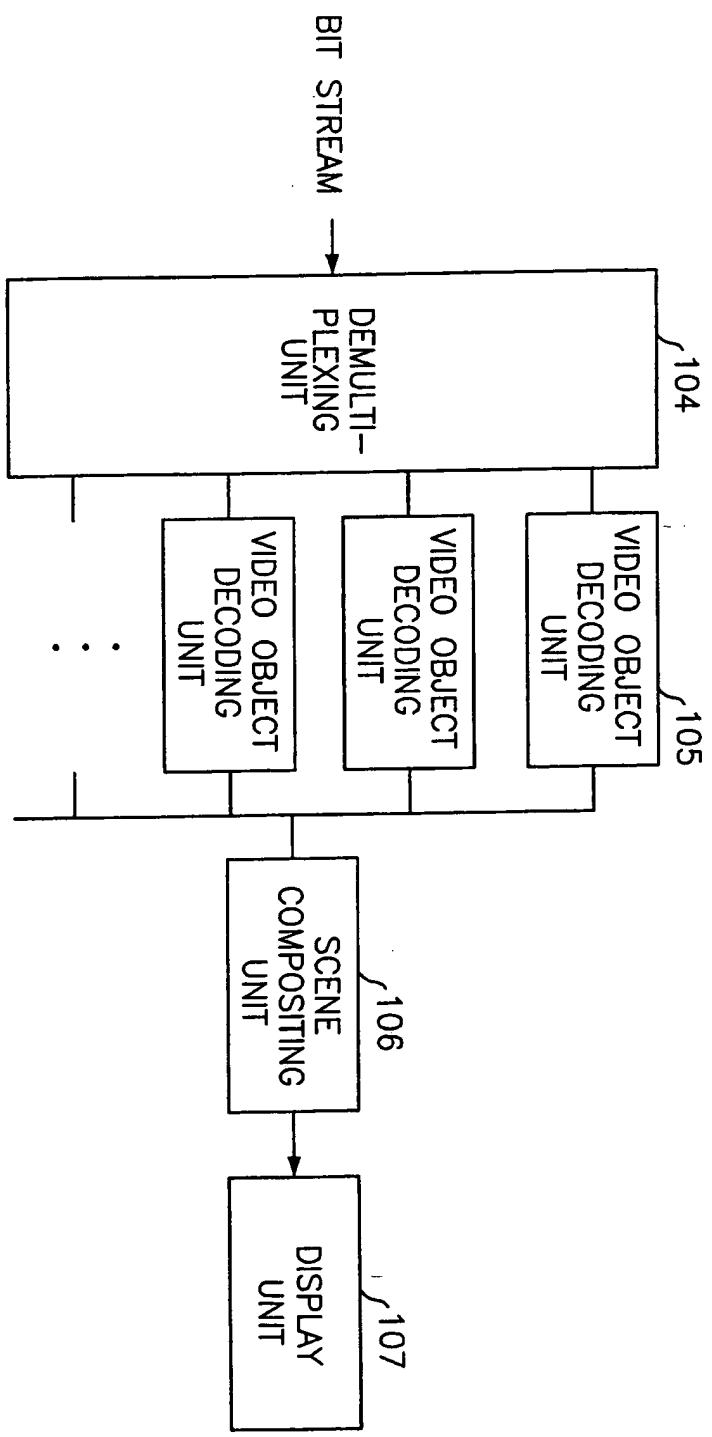 BIT STREAM
104
DEMULTI-
PLEXING
UNIT
105
VIDEO OBJECT
DECODING
UNIT
VIDEO OBJECT
DECODING
UNIT
VIDEO OBJECT
DECODING
UNIT
. . .
106
SCENE
COMPOSITING
UNIT
107
DISPLAY
UNIT